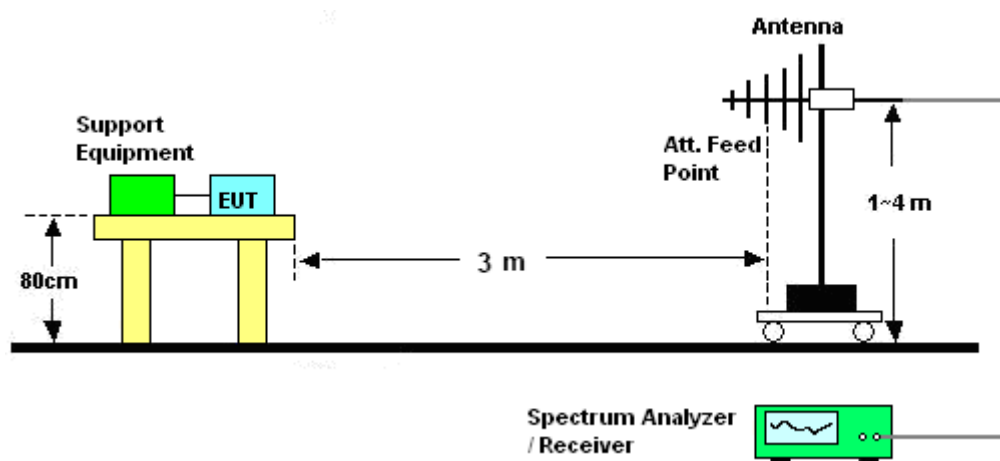 Antenna
Support
Equipment
Att. Feed
Point
EUT
1~4 m
80cm
3 m
Spectrum Analyzer
/ Receiver